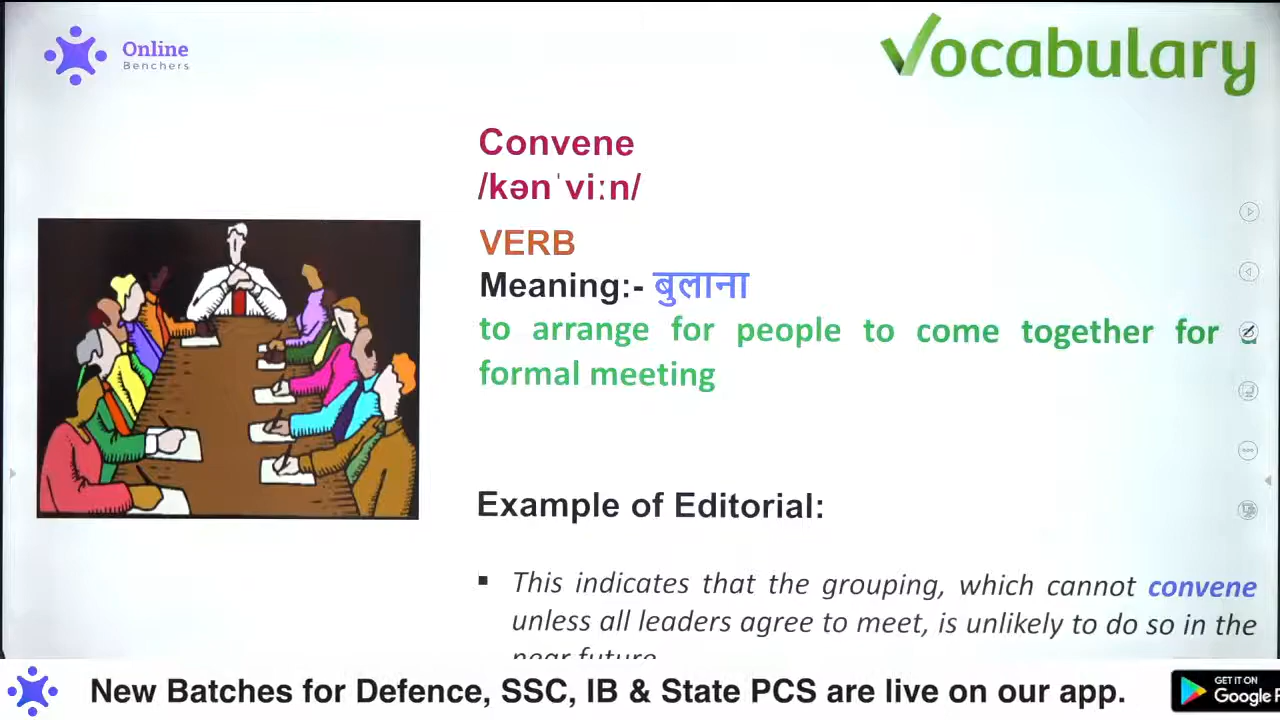 Online
Benchers
Vocabulary
Convene
/kənˈviːn/
VERB
Meaning:- बुलाना
to arrange for people to come together for a
formal meeting
Example of Editorial:
▪ This indicates that the grouping, which cannot convene
unless all leaders agree to meet, is unlikely to do so in the
near future
New Batches for Defence, SSC, IB & State PCS are live on our app.
GET IT ON
Google P